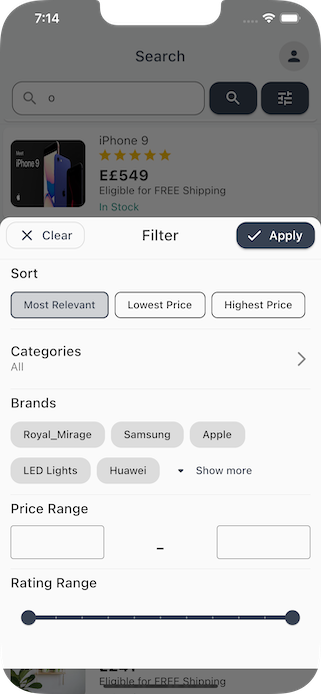 7:14
Search
o
iPhone 9
iPhone 9
E£549
Eligible for FREE Shipping
In Stock
Clear
Filter
Apply
Sort
Most Relevant
Lowest Price
Highest Price
Categories
All
Brands
Royal_Mirage
Samsung
Apple
LED Lights
Huawei
Show more
Price Range
–
Rating Range
Eligible for FREE Shipping